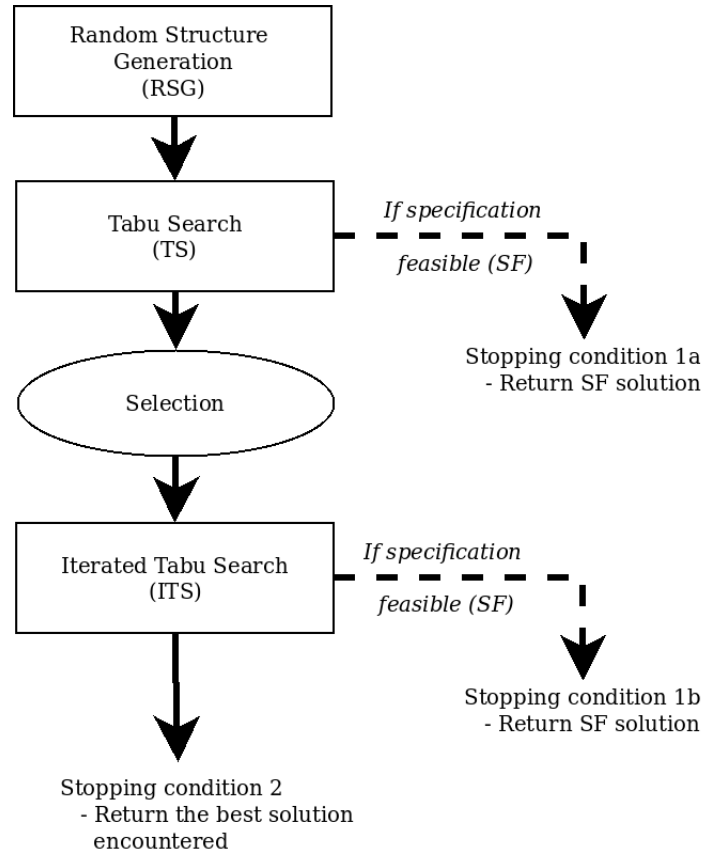 Random Structure
Generation
(RSG)
Tabu Search
(TS)
If specification
feasible (SF)
Stopping condition 1a
- Return SF solution
Selection
Iterated Tabu Search
(ITS)
If specification
feasible (SF)
Stopping condition 1b
- Return SF solution
Stopping condition 2
- Return the best solution
encountered